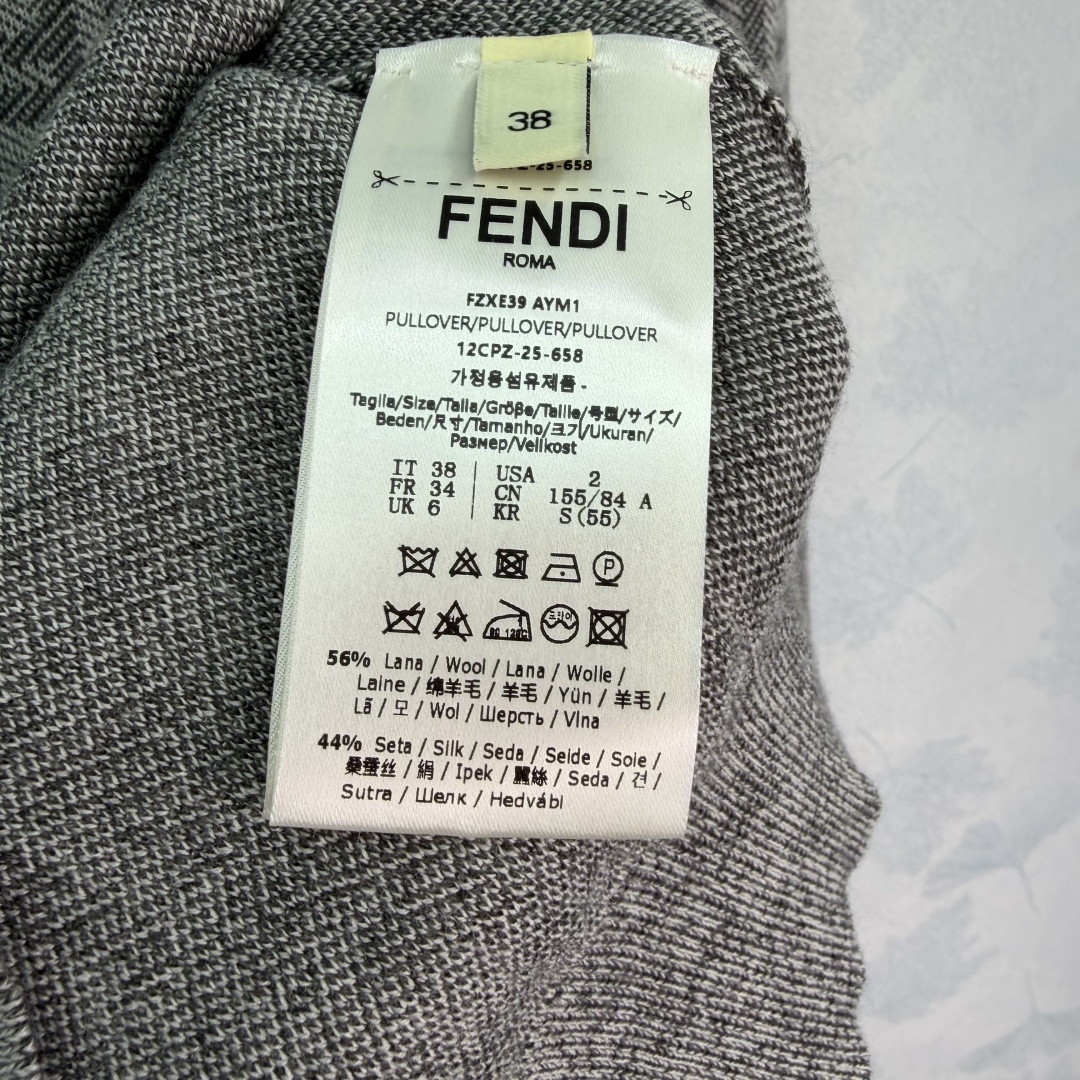 38
-25-658
FENDI
ROMA
FZXE39 AYM1
PULLOVER/PULLOVER/PULLOVER
12CPZ-25-658
가정용섬유제품 -
Taglia/Size/Talla/Größe/Taille/号型/サイズ/
Beden/尺寸/Tamanho/크기/Ukuran/
Размер/Velikost
IT 38 USA 2
FR 34 CN 155/84 A
UK 6 KR S(55)
P
드라이
56% Lana / Wool / Lana / Wolle /
Laine / 绵羊毛 / 羊毛 / Yün / 羊毛 /
Lã / 모 / Wol / Шерсть / Vlna
44% Seta / Silk / Seda / Seide / Soie /
桑蚕丝 / 絹 / Ipek / 蠶絲 / Seda / 견 /
Sutra / Шелк / Hedvábí